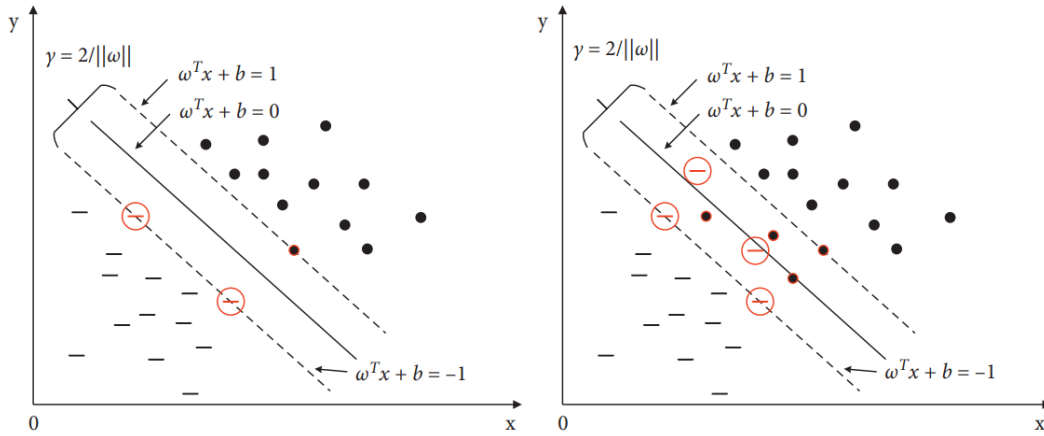 y
γ = 2/||ω||
ω^T x + b = 1
ω^T x + b = 0
ω^T x + b = –1
0
x
y
γ = 2/||ω||
ω^T x + b = 1
ω^T x + b = 0
ω^T x + b = –1
0
x